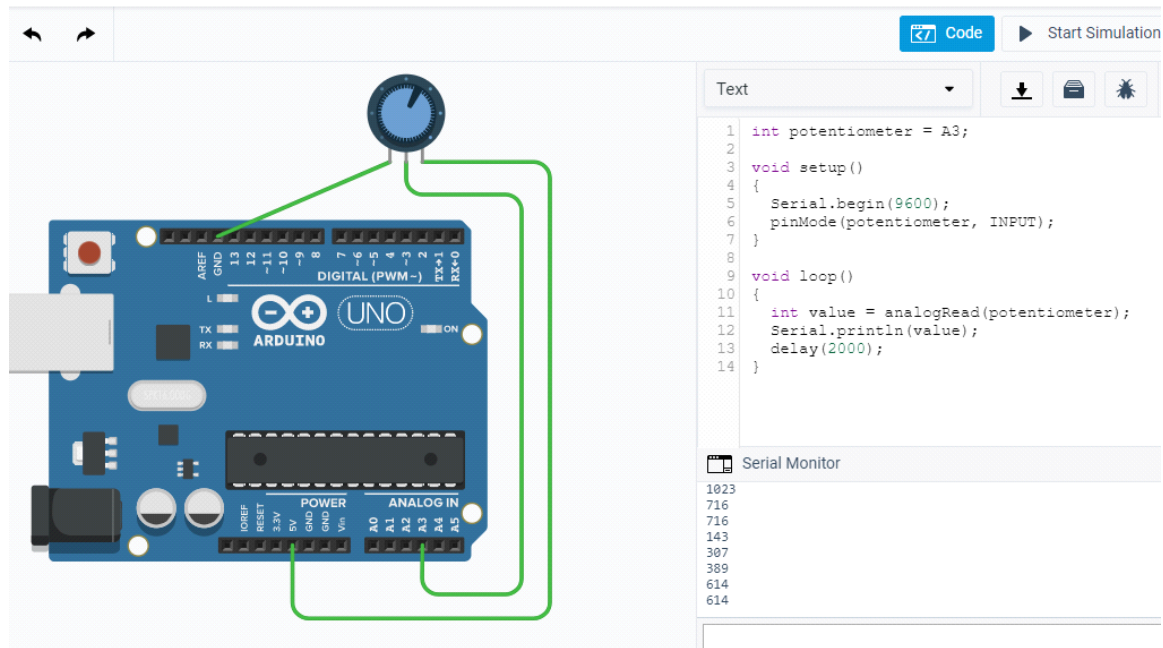 Code
Start Simulation
Text
1 int potentiometer = A3;
2
3 void setup()
4 {
5 Serial.begin(9600);
6 pinMode(potentiometer, INPUT);
7 }
8
9 void loop()
10 {
11 int value = analogRead(potentiometer);
12 Serial.println(value);
13 delay(2000);
14 }
Serial Monitor
1023
716
716
143
307
389
614
614
AREF
GND
13
12
~11
~10
~9
8
7
~6
~5
4
~3
2
TX→1
RX←0
DIGITAL (PWM~)
L
TX
RX
UNO
ON
ARDUINO
POWER
ANALOG IN
IOREF
RESET
3.3V
5V
GND
GND
Vin
A0
A1
A2
A3
A4
A5